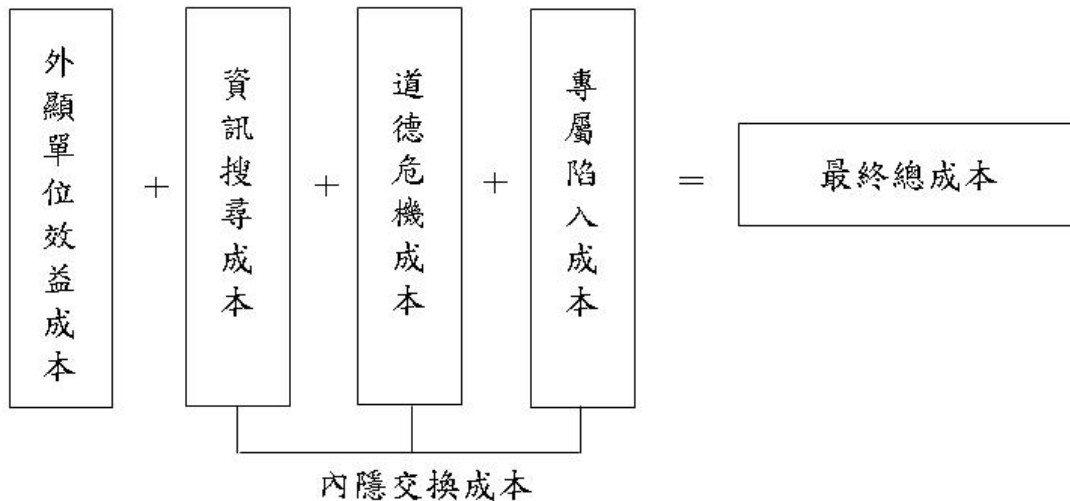 外顯單位效益成本
+
資訊搜尋成本
+
道德危機成本
+
專屬陷入成本
=
最終總成本
內隱交換成本